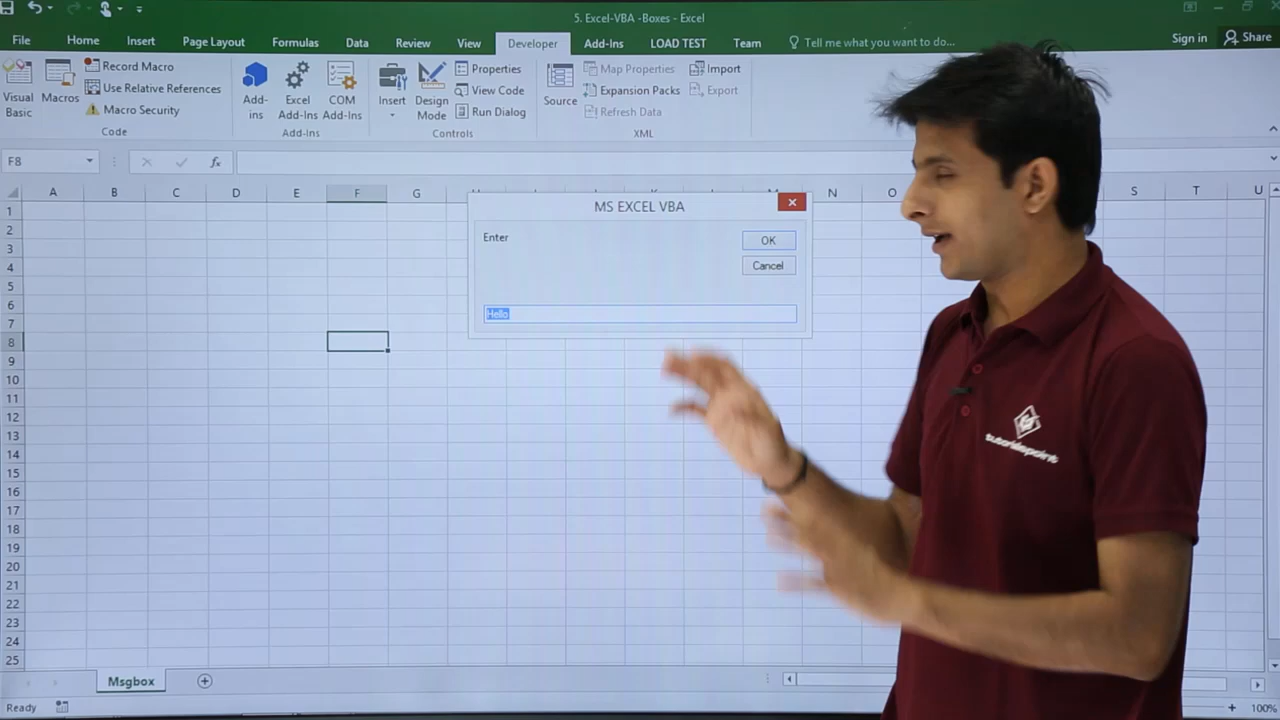 5. Excel-VBA -Boxes - Excel
File Home Insert Page Layout Formulas Data Review View Developer Add-Ins LOAD TEST Team Tell me what you want to do... Sign in Share
Visual Basic
Macros
Record Macro
Use Relative References
Macro Security
Code
Add-ins
Excel Add-Ins
COM Add-Ins
Add-Ins
Insert
Design Mode
Properties
View Code
Run Dialog
Controls
Source
Map Properties
Expansion Packs
Refresh Data
Import
Export
XML
F8
fx
A B C D E F G N O S T U
MS EXCEL VBA
Enter
OK
Cancel
Hello
1
2
3
4
5
6
7
8
9
10
11
12
13
14
15
16
17
18
19
20
21
22
23
24
25
tutorialspoint
Msgbox
Ready
100%